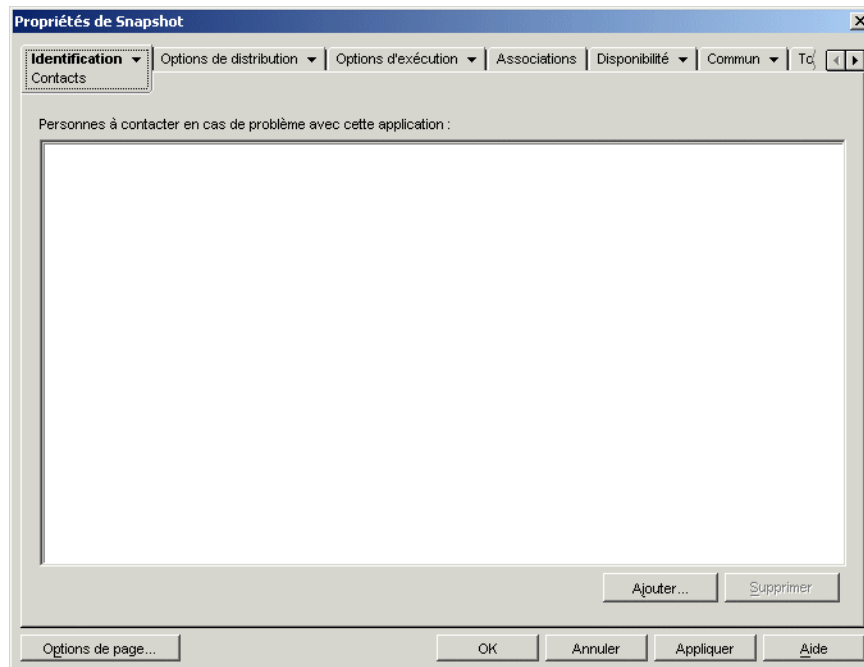 Propriétés de Snapshot
Identification Options de distribution Options d'exécution Associations Disponibilité Commun
Contacts
Personnes à contacter en cas de problème avec cette application :
Ajouter... Supprimer
Options de page... OK Annuler Appliquer Aide